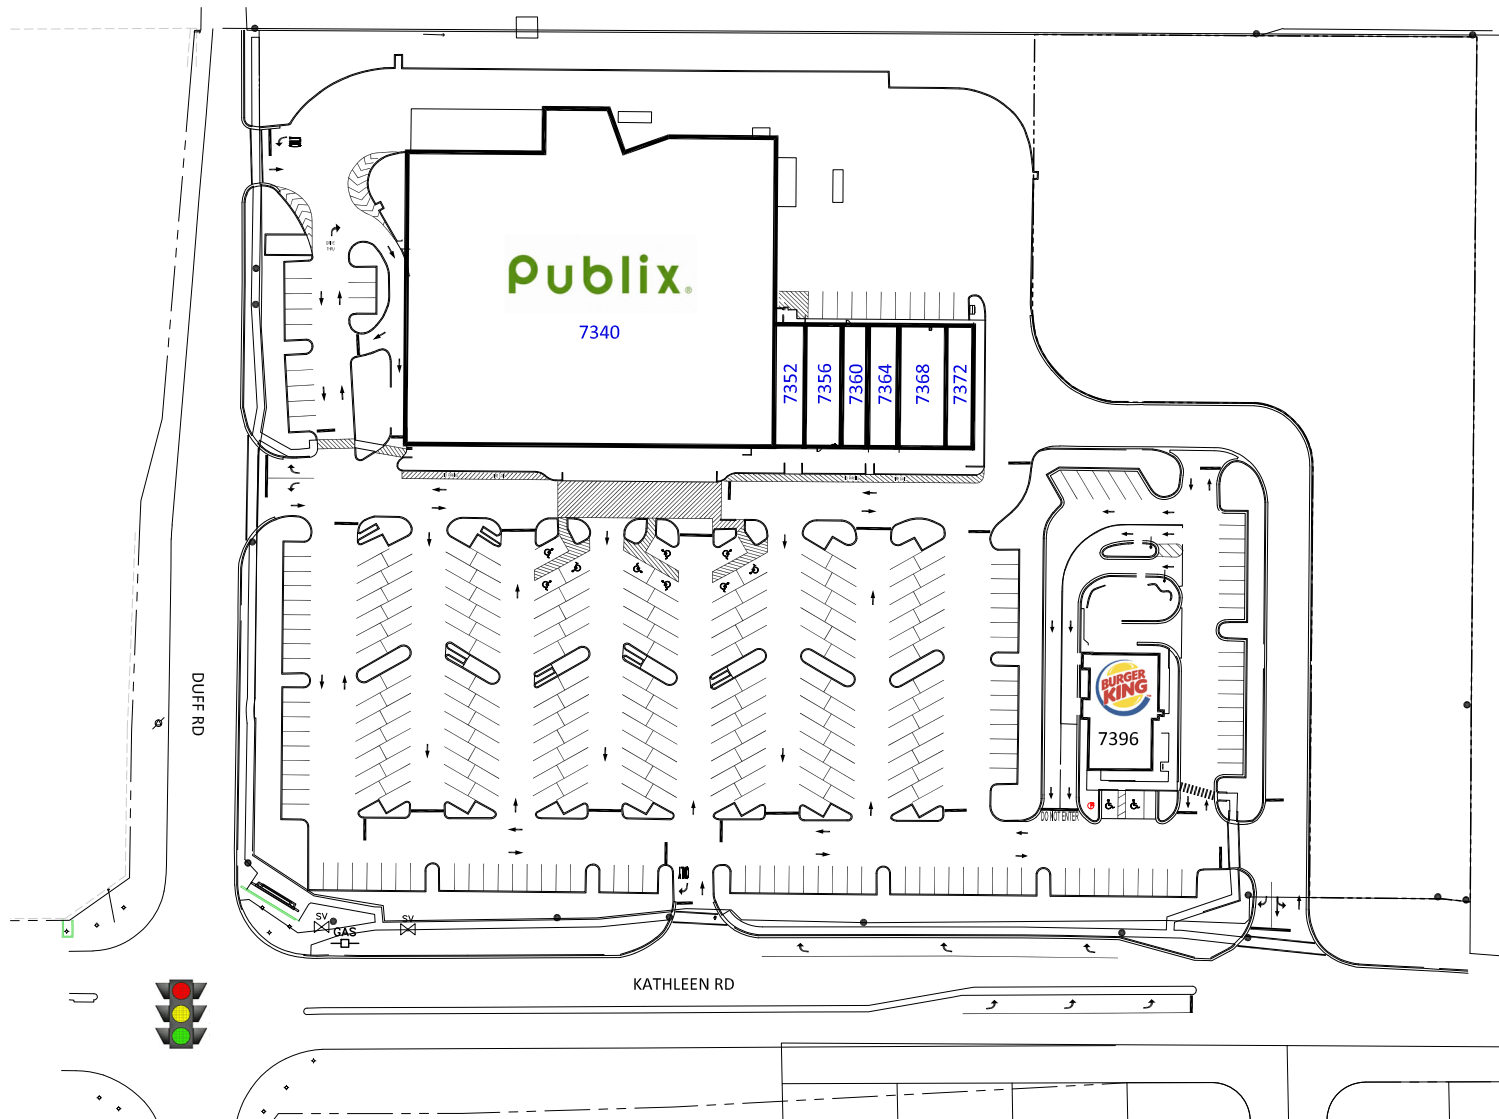 Publix®
7340
7352
7356
7360
7364
7368
7372
DUFF RD
BURGER
KING™
7396
DO NOT ENTER
SV
SV
GAS
KATHLEEN RD